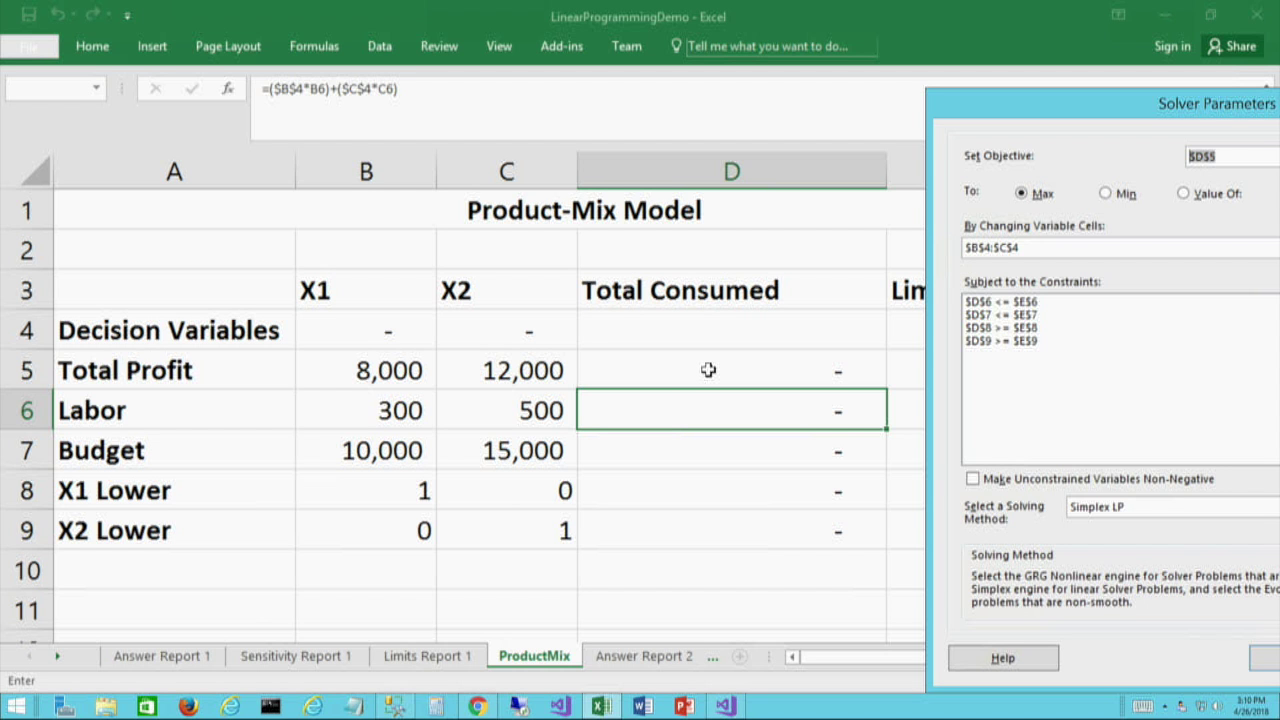 LinearProgrammingDemo - Excel
File Home Insert Page Layout Formulas Data Review View Add-ins Team Tell me what you want to do... Sign in Share
fx =($B$4*B6)+($C$4*C6)
A B C D
1 Product-Mix Model
2
3 X1 X2 Total Consumed Lim
4 Decision Variables - -
5 Total Profit 8,000 12,000 -
6 Labor 300 500 -
7 Budget 10,000 15,000 -
8 X1 Lower 1 0 -
9 X2 Lower 0 1 -
10
11
Solver Parameters
Set Objective: $D$5
To: Max Min Value Of:
By Changing Variable Cells:
$B$4:$C$4
Subject to the Constraints:
$D$6 <= $E$6
$D$7 <= $E$7
$D$8 >= $E$8
$D$9 >= $E$9
Make Unconstrained Variables Non-Negative
Select a Solving Method: Simplex LP
Solving Method
Select the GRG Nonlinear engine for Solver Problems that ar
Simplex engine for linear Solver Problems, and select the Evo
problems that are non-smooth.
Help
Answer Report 1 Sensitivity Report 1 Limits Report 1 ProductMix Answer Report 2 ...
Enter
3:10 PM
4/26/2018